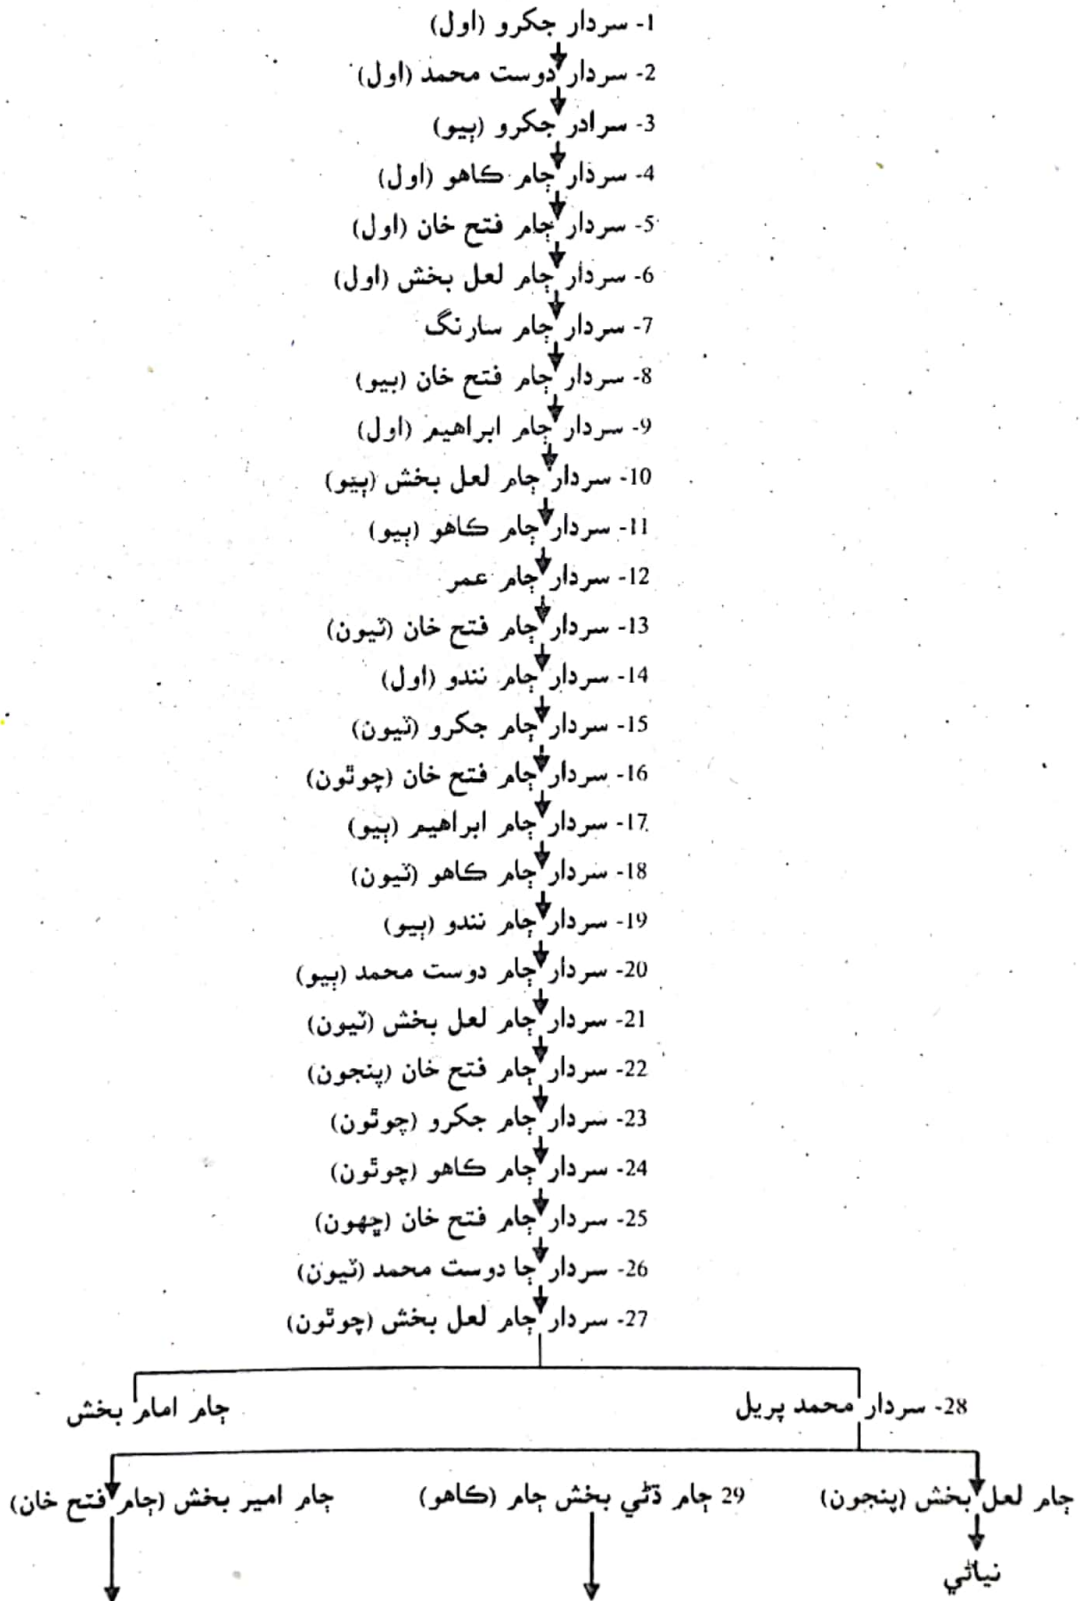 1- سردار جکرو (اول)
2- سردار دوست محمد (اول)
3- سرادر جکرو (ٻيو)
4- سردار ڄام ڪاهو (اول)
5- سردار ڄام فتح خان (اول)
6- سردار ڄام لعل بخش (اول)
7- سردار ڄام سارنگ
8- سردار ڄام فتح خان (ٻيو)
9- سردار ڄام ابراهيم (اول)
10- سردار ڄام لعل بخش (ٻيو)
11- سردار ڄام ڪاهو (ٻيو)
12- سردار ڄام عمر
13- سردار ڄام فتح خان (ٽيون)
14- سردار ڄام نندو (اول)
15- سردار ڄام جکرو (ٽيون)
16- سردار ڄام فتح خان (چوٿون)
17- سردار ڄام ابراهيم (ٻيو)
18- سردار ڄام ڪاهو (ٽيون)
19- سردار ڄام نندو (ٻيو)
20- سردار ڄام دوست محمد (ٻيو)
21- سردار ڄام لعل بخش (ٽيون)
22- سردار ڄام فتح خان (پنجون)
23- سردار ڄام جکرو (چوٿون)
24- سردار ڄام ڪاهو (چوٿون)
25- سردار ڄام فتح خان (ڇهون)
26- سردار ڄا دوست محمد (ٽيون)
27- سردار ڄام لعل بخش (چوٿون)
28- سردار محمد پريل
ڄام امام بخش
ڄام لعل بخش (پنجون)
29 ڄام ڌڻي بخش ڄام (ڪاهو)
ڄام امير بخش (ڄام فتح خان)
نياڻي